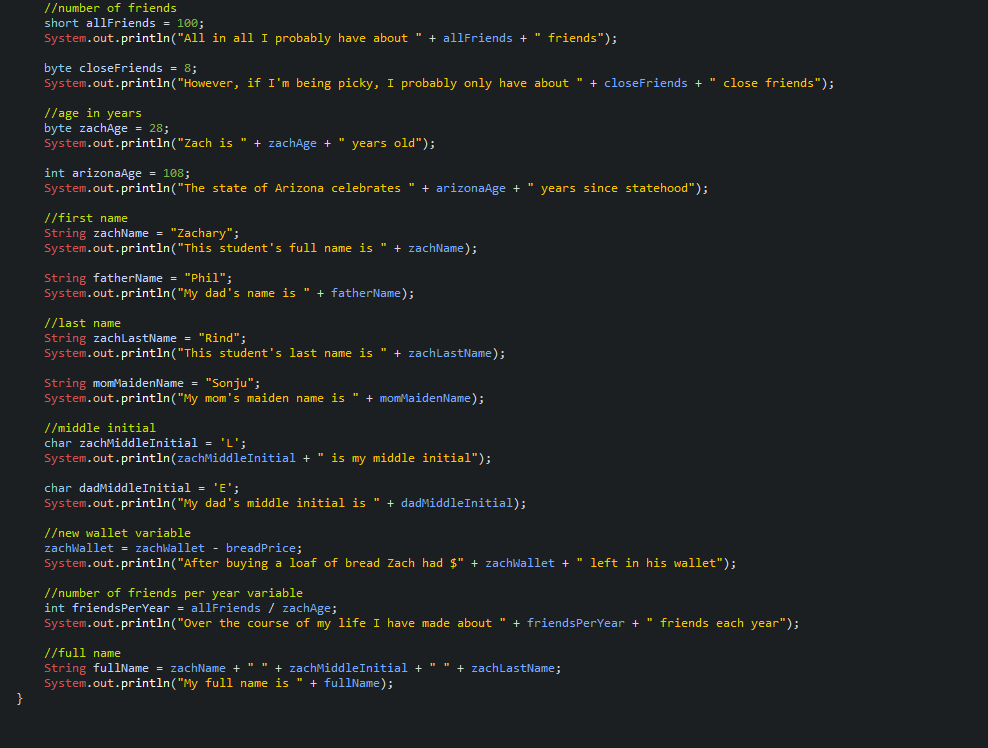 //number of friends
short allFriends = 100;
System.out.println("All in all I probably have about " + allFriends + " friends");
byte closeFriends = 8;
System.out.println("However, if I'm being picky, I probably only have about " + closeFriends + " close friends");
//age in years
byte zachAge = 28;
System.out.println("Zach is " + zachAge + " years old");
int arizonaAge = 108;
System.out.println("The state of Arizona celebrates " + arizonaAge + " years since statehood");
//first name
String zachName = "Zachary";
System.out.println("This student's full name is " + zachName);
String fatherName = "Phil";
System.out.println("My dad's name is " + fatherName);
//last name
String zachLastName = "Rind";
System.out.println("This student's last name is " + zachLastName);
String momMaidenName = "Sonju";
System.out.println("My mom's maiden name is " + momMaidenName);
//middle initial
char zachMiddleInitial = 'L';
System.out.println(zachMiddleInitial + " is my middle initial");
char dadMiddleInitial = 'E';
System.out.println("My dad's middle initial is " + dadMiddleInitial);
//new wallet variable
zachWallet = zachWallet - breadPrice;
System.out.println("After buying a loaf of bread Zach had $" + zachWallet + " left in his wallet");
//number of friends per year variable
int friendsPerYear = allFriends / zachAge;
System.out.println("Over the course of my life I have made about " + friendsPerYear + " friends each year");
//full name
String fullName = zachName + " " + zachMiddleInitial + " " + zachLastName;
System.out.println("My full name is " + fullName);
}